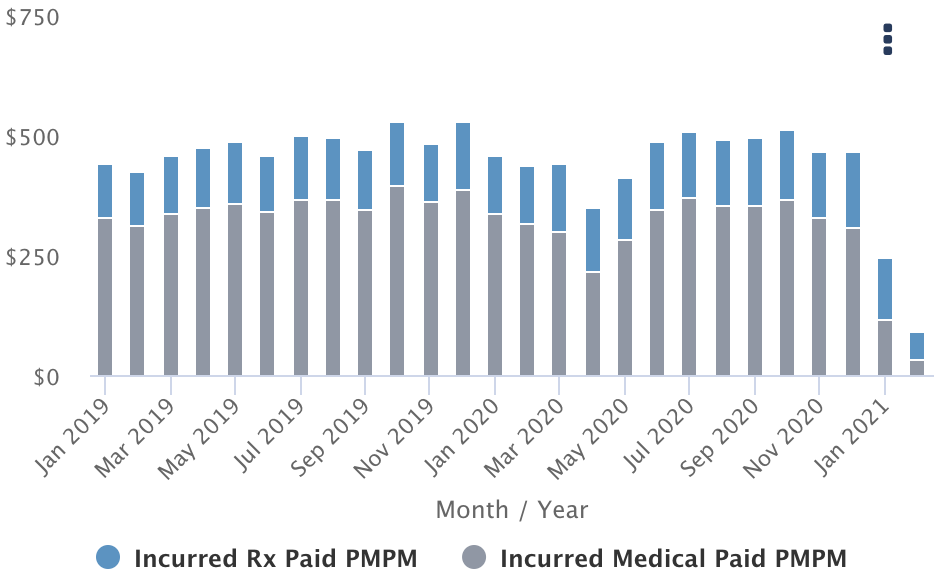 $750
$500
$250
$0
Jan 2019
Mar 2019
May 2019
Jul 2019
Sep 2019
Nov 2019
Jan 2020
Mar 2020
May 2020
Jul 2020
Sep 2020
Nov 2020
Jan 2021
Month / Year
Incurred Rx Paid PMPM
Incurred Medical Paid PMPM